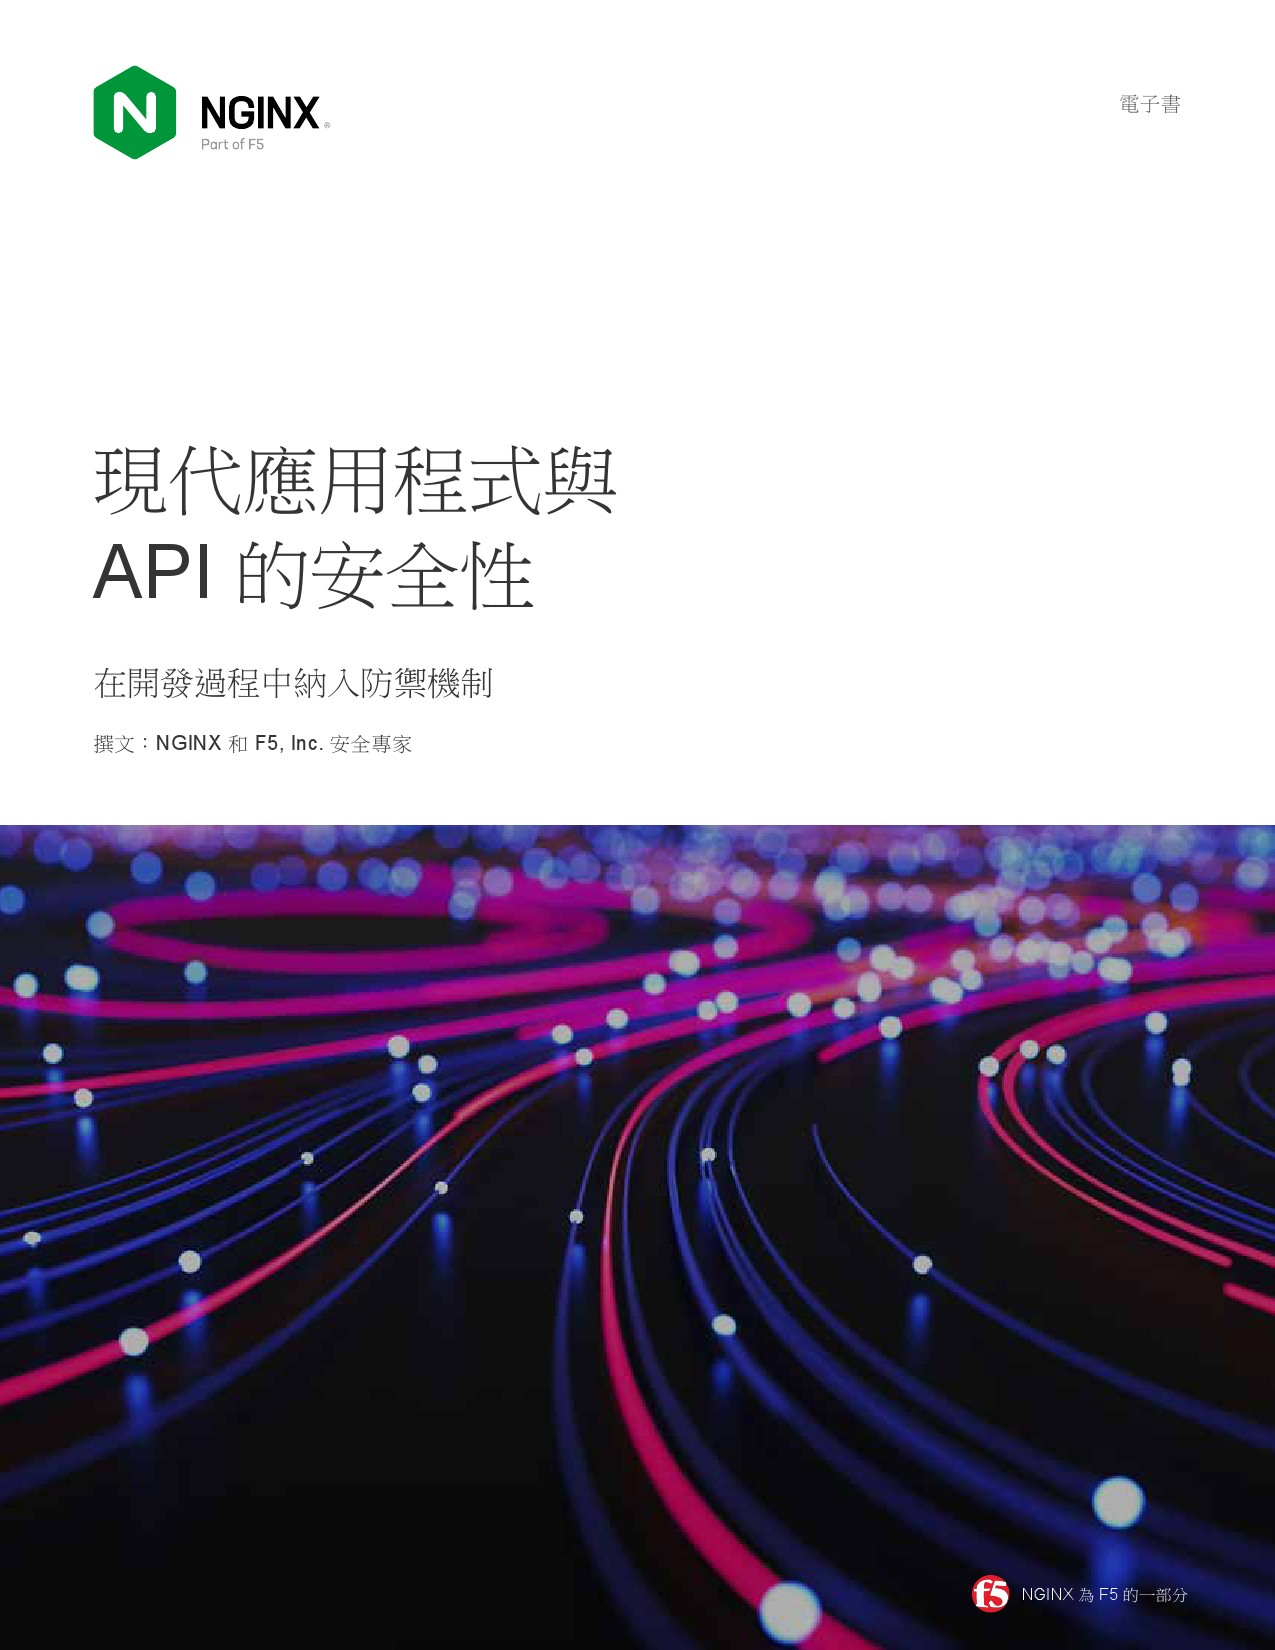 NGINX®
Part of F5
電子書
現代應用程式與
API 的安全性
在開發過程中納入防禦機制
撰文：NGINX 和 F5, Inc. 安全專家
f5 NGINX 為 F5 的一部分